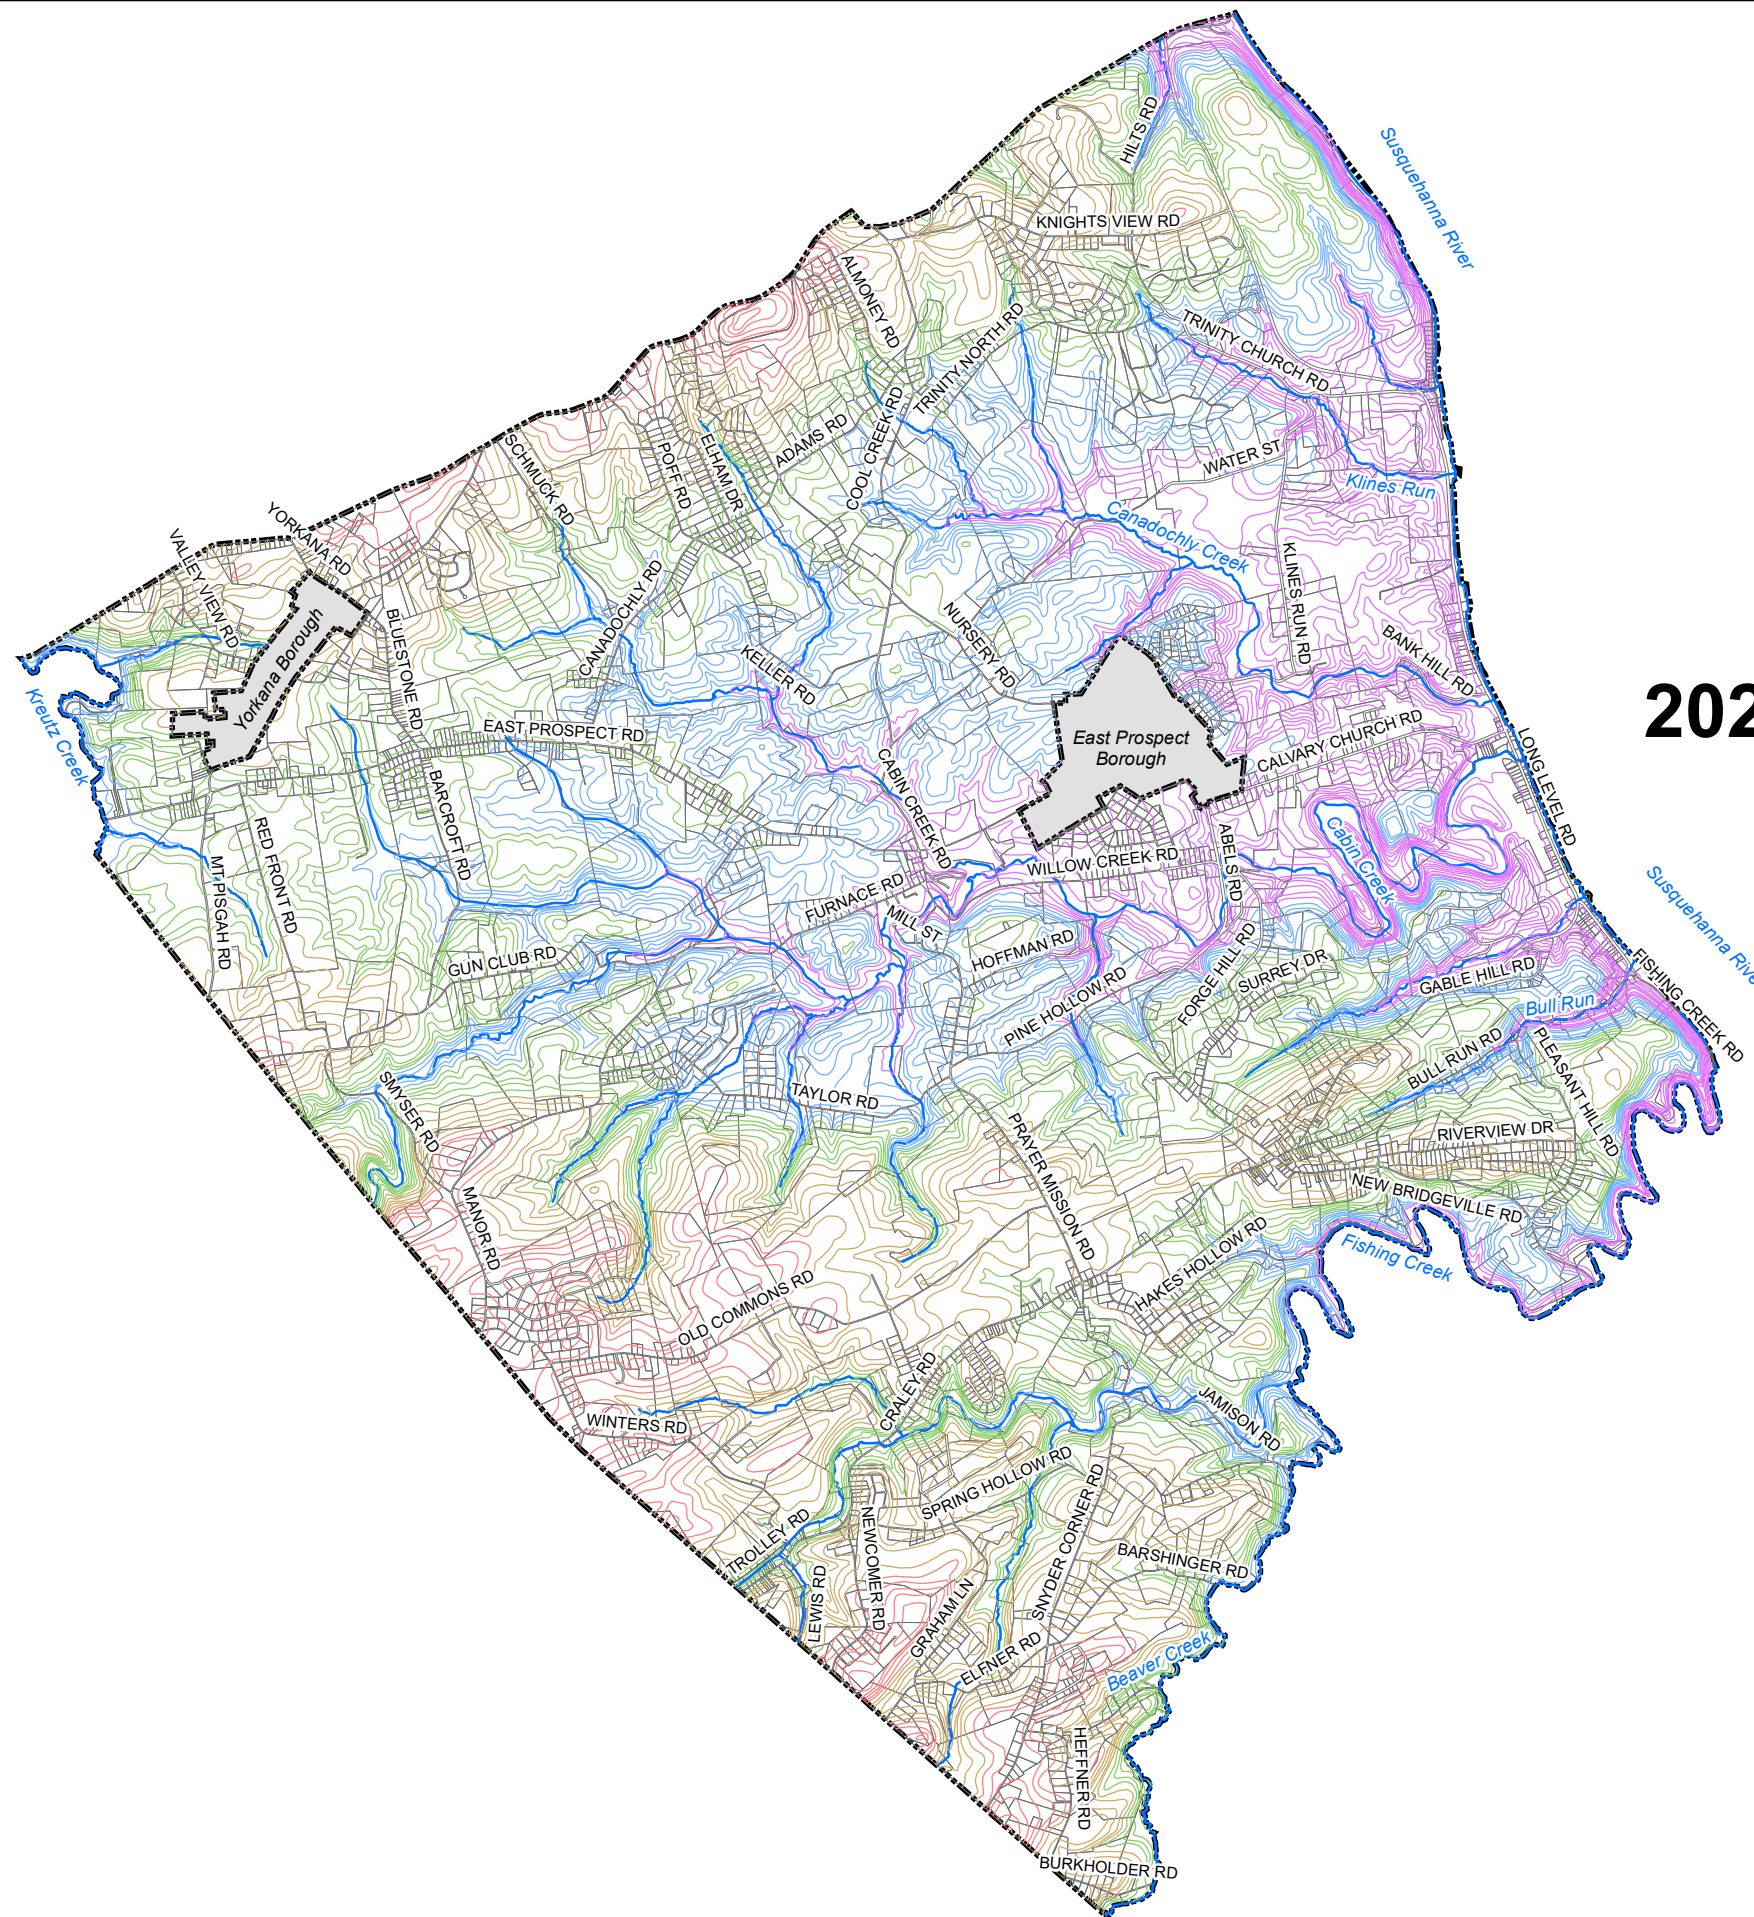 Susquehanna River
HILTS RD
KNIGHTS VIEW RD
ALMONEY RD
TRINITY NORTH RD
TRINITY CHURCH RD
COOL CREEK RD
ADAMS RD
ELHAM DR
POFF RD
SCHMUCK RD
WATER ST
Klines Run
Canadochly Creek
YORKANA RD
VALLEY VIEW RD
Yorkana Borough
BLUESTONE RD
CANADOCHLY RD
KLINES RUN RD
NURSERY RD
BANK HILL RD
KELLER RD
Kreutz Creek
EAST PROSPECT RD
East Prospect
Borough
CALVARY CHURCH RD
202
LONG LEVEL RD
CABIN CREEK RD
BARCROFT RD
RED FRONT RD
MT PISGAH RD
WILLOW CREEK RD
ABELS RD
Cabin Creek
FURNACE RD
MILL ST
HOFFMAN RD
GUN CLUB RD
PINE HOLLOW RD
FORGE HILL RD
SURREY DR
GABLE HILL RD
Bull Run
Susquehanna Rive
FISHING CREEK RD
BULL RUN RD
PLEASANT HILL RD
SMYSER RD
TAYLOR RD
PRAYER MISSION RD
RIVERVIEW DR
NEW BRIDGEVILLE RD
MANOR RD
HAKES HOLLOW RD
Fishing Creek
OLD COMMONS RD
CRALEY RD
WINTERS RD
JAMISON RD
SPRING HOLLOW RD
TROLLEY RD
NEWCOMER RD
SNYDER CORNER RD
BARSHINGER RD
LEWIS RD
GRAHAM LN
ELFNER RD
Beaver Creek
HEFFNER RD
BURKHOLDER RD